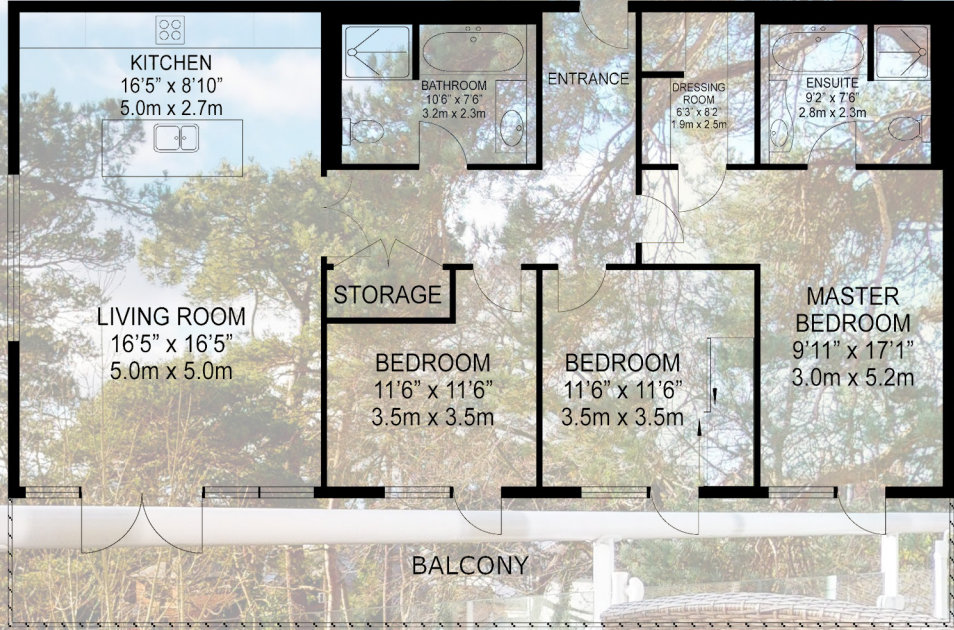 KITCHEN
16'5" x 8'10"
5.0m x 2.7m
BATHROOM
10'6" x 7'6"
3.2m x 2.3m
ENTRANCE
DRESSING
ROOM
6'3" x 8'2
1.9m x 2.5m
ENSUITE
9'2" x 7'6"
2.8m x 2.3m
STORAGE
LIVING ROOM
16'5" x 16'5"
5.0m x 5.0m
BEDROOM
11'6" x 11'6"
3.5m x 3.5m
BEDROOM
11'6" x 11'6"
3.5m x 3.5m
MASTER
BEDROOM
9'11" x 17'1"
3.0m x 5.2m
BALCONY